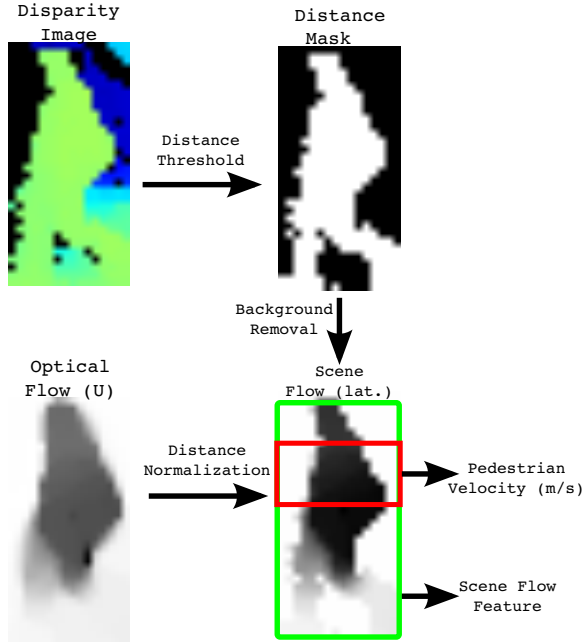 Disparity
Image
Distance
Mask
Distance
Threshold
Background
Removal
Optical
Flow (U)
Scene
Flow (lat.)
Distance
Normalization
Pedestrian
Velocity (m/s)
Scene Flow
Feature